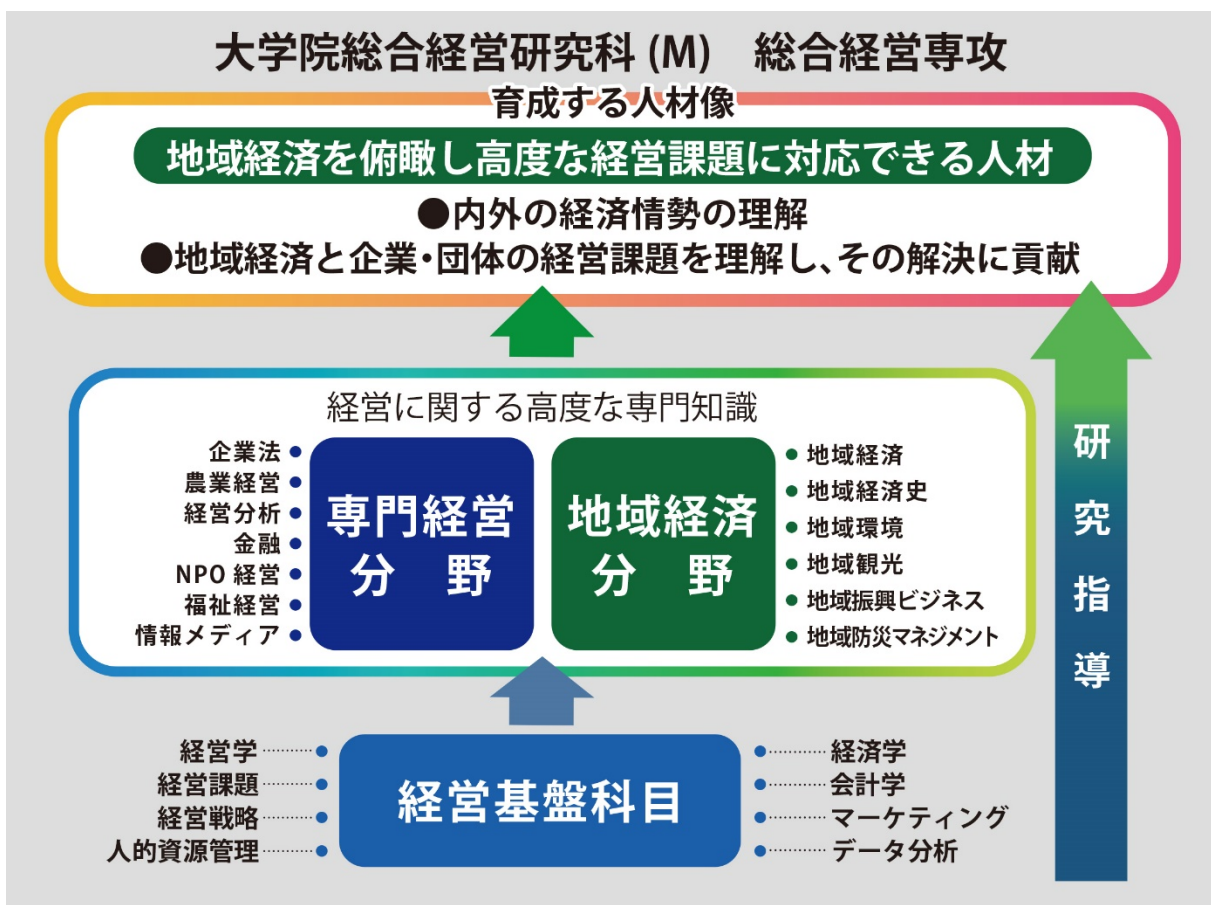 大学院総合経営研究科 (M)　総合経営専攻
育成する人材像
地域経済を俯瞰し高度な経営課題に対応できる人材
●内外の経済情勢の理解
●地域経済と企業・団体の経営課題を理解し、その解決に貢献
経営に関する高度な専門知識
企業法
農業経営
経営分析
金融
NPO 経営
福祉経営
情報メディア
専門経営
分　野
地域経済
分　野
地域経済
地域経済史
地域環境
地域観光
地域振興ビジネス
地域防災マネジメント
経営学
経営課題
経営戦略
人的資源管理
経営基盤科目
経済学
会計学
マーケティング
データ分析
研究指導